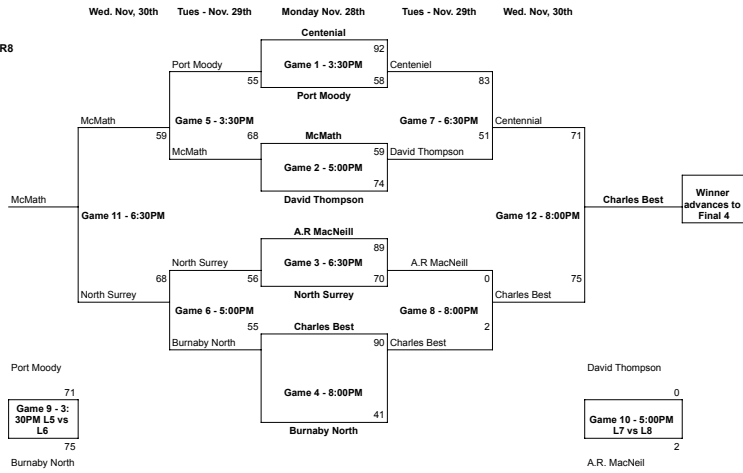 Wed. Nov, 30th Tues - Nov. 29th Monday Nov. 28th Tues - Nov. 29th Wed. Nov, 30th
Centenial
R8
92
Port Moody Game 1 - 3:30PM Centeniel
55 58 83
Port Moody
McMath Game 5 - 3:30PM Game 7 - 6:30PM Centennial
59 68 McMath 51 71
McMath 59 David Thompson
Game 2 - 5:00PM
74
McMath David Thompson Charles Best Winner
advances to
Final 4
Game 11 - 6:30PM Game 12 - 8:00PM
A.R MacNeill
89
North Surrey Game 3 - 6:30PM A.R MacNeill
68 56 70 0 75
North Surrey North Surrey Charles Best
Game 6 - 5:00PM Game 8 - 8:00PM
55 Charles Best 2
Burnaby North 90 Charles Best
Port Moody David Thompson
71 Game 4 - 8:00PM 0
Game 9 - 3:
30PM L5 vs
L6
41 Game 10 - 5:00PM
L7 vs L8
Burnaby North
75 2
Burnaby North A.R. MacNeil